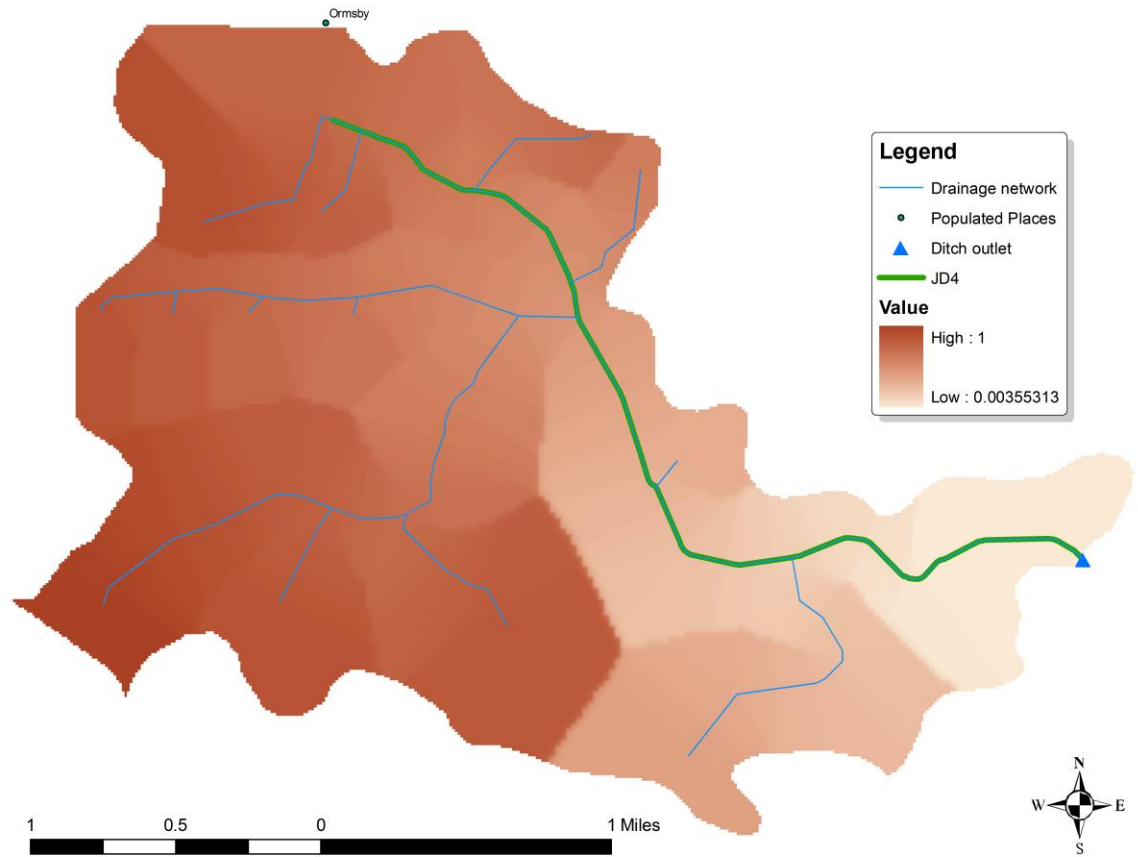 Ormsby
Legend
Drainage network
Populated Places
Ditch outlet
JD4
Value
High : 1
Low : 0.00355313
N
W E
S
1 0.5 0 1 Miles